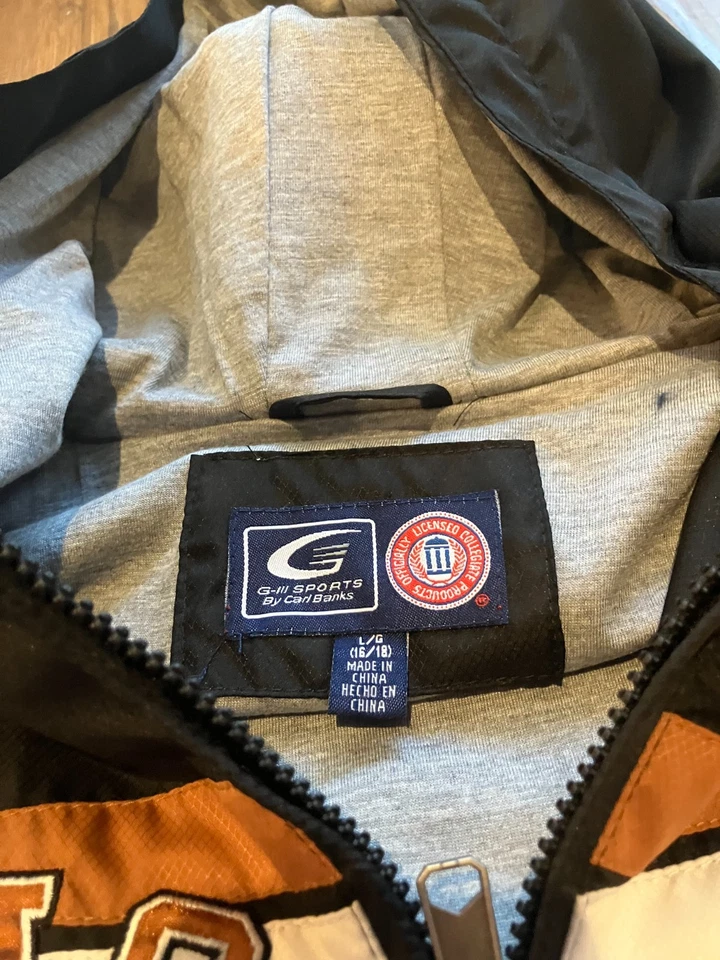 G-III SPORTS
By Carl Banks
OFFICIALLY LICENSED COLLEGIATE PRODUCTS
L/G
(16/18)
MADE IN
CHINA
HECHO EN
CHINA